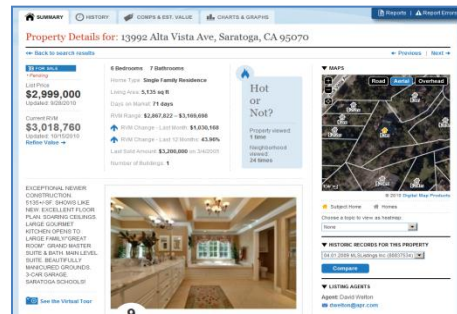 SUMMARY
HISTORY
COMPS & EST. VALUE
CHARTS & GRAPHS
Reports | Report Errors
Property Details for: 13992 Alta Vista Ave, Saratoga, CA 95070
Back to search results
Previous | Next
FOR SALE
Pending
List Price
$2,999,000
Updated: 9/28/2010
Current RVM
$3,018,760
Updated: 10/15/2010
Refine Value
6 Bedrooms 7 Bathrooms
Home Type: Single Family Residence
Living Area: 5,135 sq ft
Days on Market: 71 days
RVM Range: $2,867,822 – $3,169,698
RVM Change - Last Month: $1,030,168
RVM Change - Last 12 Months: 43.96%
Last Sold Amount: $3,200,000 on 3/4/2005
Number of Buildings: 1
Hot
or
Not?
Property viewed:
1 time
Neighborhood
viewed:
24 times
MAPS
Road Aerial Overhead
© 2010 Digital Map Products
Subject Home Homes
Choose a topic to view as heatmap:
None
HISTORIC RECORDS FOR THIS PROPERTY
Compare
LISTING AGENTS
Agent: David Walton
EXCEPTIONAL NEWER
CONSTRUCTION.
5135+/-SF. SHOWS LIKE
NEW. EXCELLENT FLOOR
PLAN. SOARING CEILINGS.
LARGE GOURMET
KITCHEN OPENS TO
LARGE FAMILY/"GREAT
ROOM". GRAND MASTER
SUITE & BATH. MAIN LEVEL
SUITE. BEAUTIFULLY
MANICURED GROUNDS.
3-CAR GARAGE.
SARATOGA SCHOOLS!
See the Virtual Tour
9